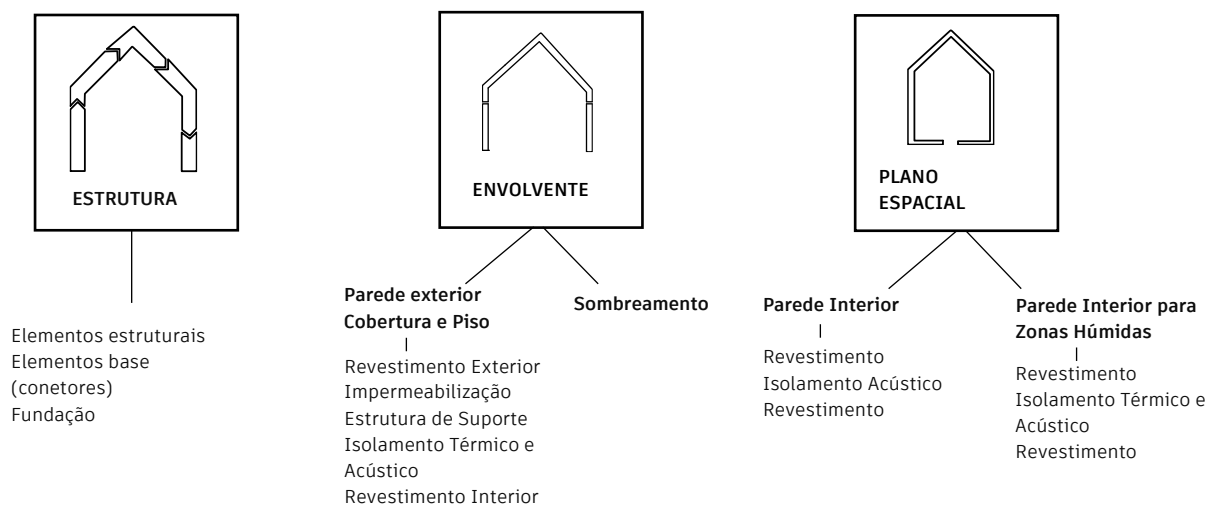 ESTRUTURA
Elementos estruturais
Elementos base
(conetores)
Fundação
ENVOLVENTE
Parede exterior
Cobertura e Piso
Revestimento Exterior
Impermeabilização
Estrutura de Suporte
Isolamento Térmico e
Acústico
Revestimento Interior
Sombreamento
PLANO
ESPACIAL
Parede Interior
Revestimento
Isolamento Acústico
Revestimento
Parede Interior para
Zonas Húmidas
Revestimento
Isolamento Térmico e
Acústico
Revestimento